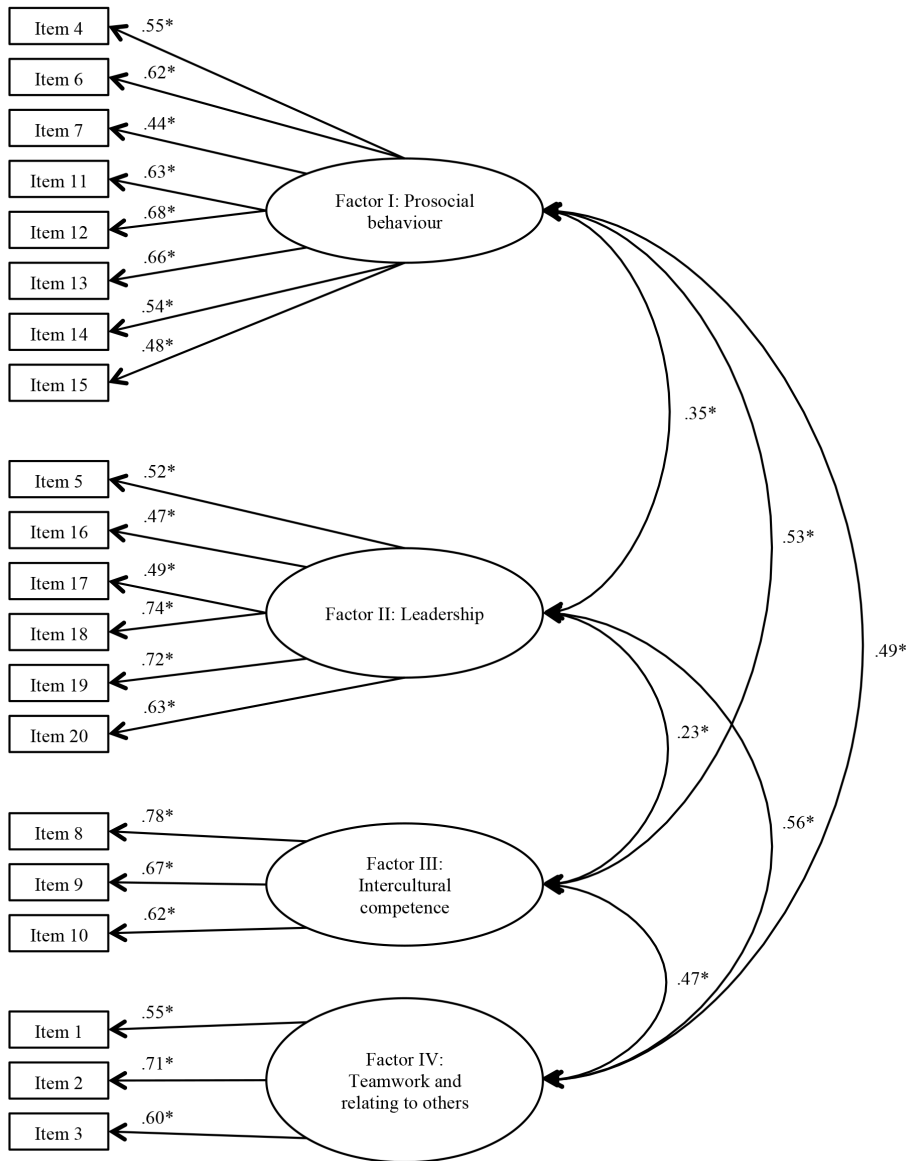 Item 4
.55*
Item 6
.62*
Item 7
.44*
Item 11
.63*
Item 12
.68*
Item 13
.66*
Item 14
.54*
Item 15
.48*
Factor I: Prosocial
behaviour
.35*
.53*
.49*
Item 5
.52*
Item 16
.47*
Item 17
.49*
Item 18
.74*
Item 19
.72*
Item 20
.63*
Factor II: Leadership
.23*
.56*
Item 8
.78*
Item 9
.67*
Item 10
.62*
Factor III:
Intercultural
competence
.47*
Item 1
.55*
Item 2
.71*
Item 3
.60*
Factor IV:
Teamwork and
relating to others